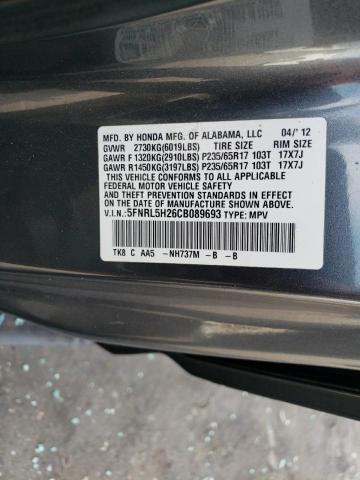 MFD. BY HONDA MFG. OF ALABAMA, LLC 04/'12
GVWR 2730KG(6019LBS) TIRE SIZE RIM SIZE
GAWR F 1320KG(2910LBS) P235/65R17 103T 17X7J
GAWR R1450KG(3197LBS) P235/65R17 103T 17X7J
THIS VEHICLE CONFORMS TO ALL APPLICABLE
FEDERAL MOTOR VEHICLE SAFETY, BUMPER,
AND THEFT PREVENTION STANDARDS IN EFFECT
ON THE DATE OF MANUFACTURE SHOWN ABOVE.
V.I.N.:5FNRL5H26CB089693 TYPE: MPV
TK8 C AA5 -NH737M -B -B